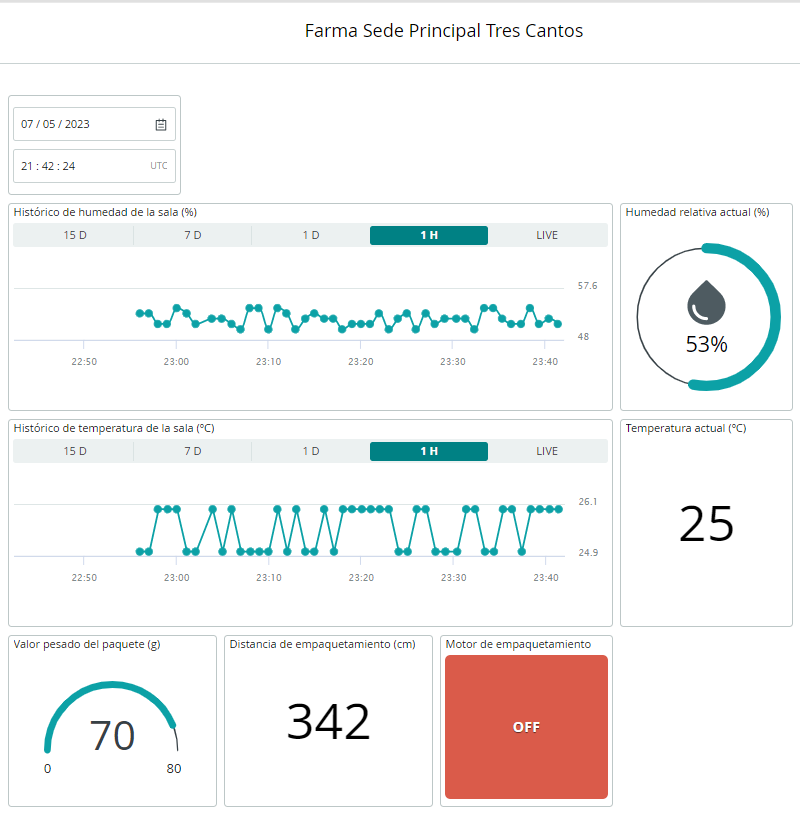 Farma Sede Principal Tres Cantos
07 / 05 / 2023
21 : 42 : 24 UTC
Histórico de humedad de la sala (%)
15 D 7 D 1 D 1 H LIVE
57.6
48
22:50 23:00 23:10 23:20 23:30 23:40
Humedad relativa actual (%)
53%
Histórico de temperatura de la sala (ºC)
15 D 7 D 1 D 1 H LIVE
26.1
24.9
22:50 23:00 23:10 23:20 23:30 23:40
Temperatura actual (ºC)
25
Valor pesado del paquete (g)
70
0 80
Distancia de empaquetamiento (cm)
342
Motor de empaquetamiento
OFF